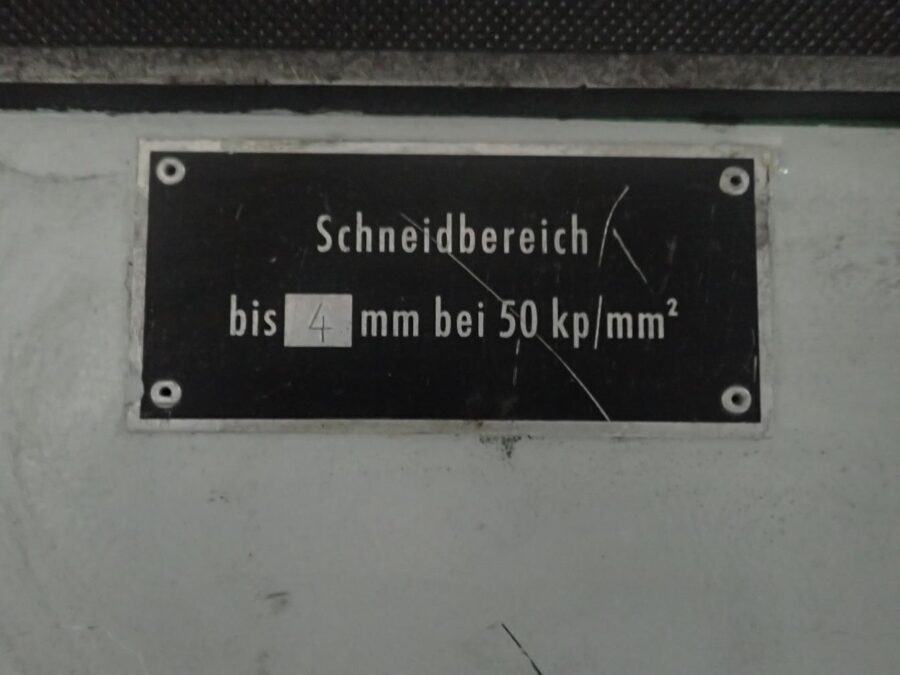 Schneidbereich
bis 4 mm bei 50 kp/mm²